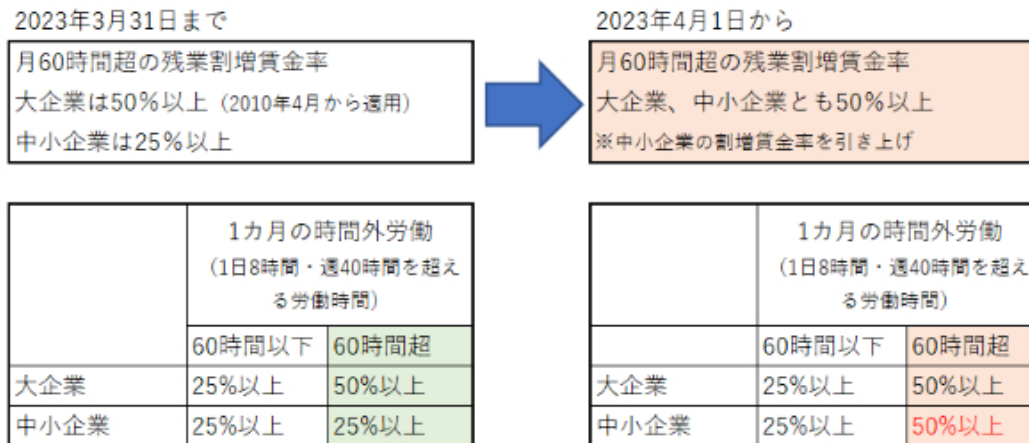 2023年3月31日まで
月60時間超の残業割増賃金率
大企業は50%以上（2010年4月から適用）
中小企業は25%以上
2023年4月1日から
月60時間超の残業割増賃金率
大企業、中小企業とも50%以上
※中小企業の割増賃金率を引き上げ
1カ月の時間外労働
（1日8時間・週40時間を超え
る労働時間）
60時間以下 60時間超
大企業 25%以上 50%以上
中小企業 25%以上 25%以上
1カ月の時間外労働
（1日8時間・週40時間を超え
る労働時間）
60時間以下 60時間超
大企業 25%以上 50%以上
中小企業 25%以上 50%以上